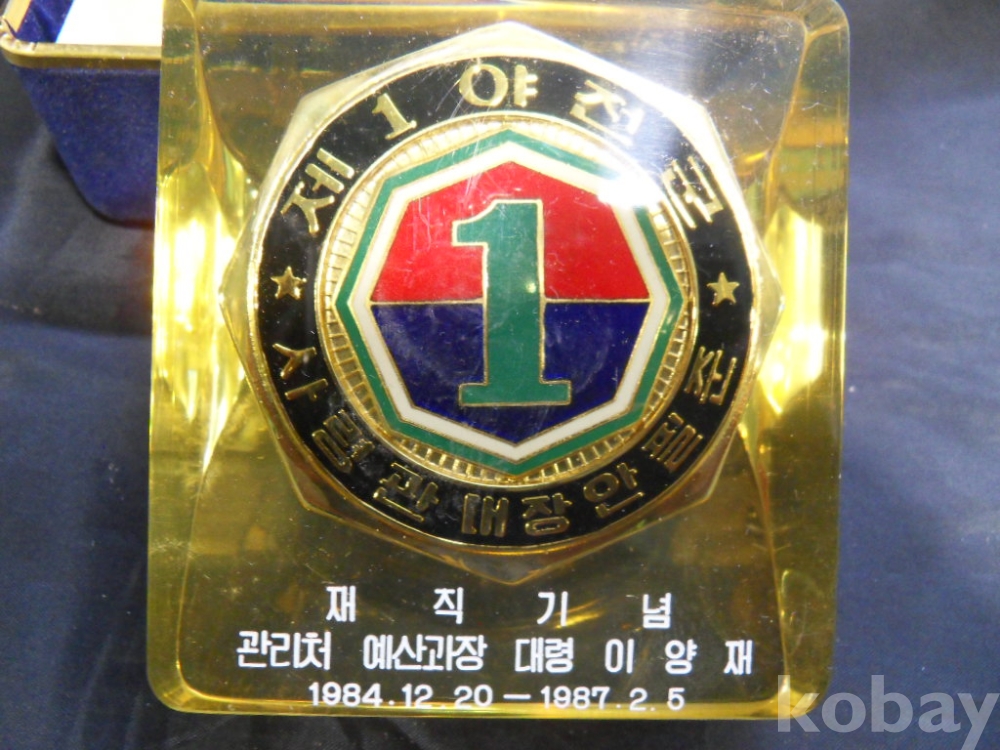 제1야전군
1
사령관 대장 안필준
재직기념
관리처 예산과장 대령 이양재
1984.12.20-1987.2.5
kobay